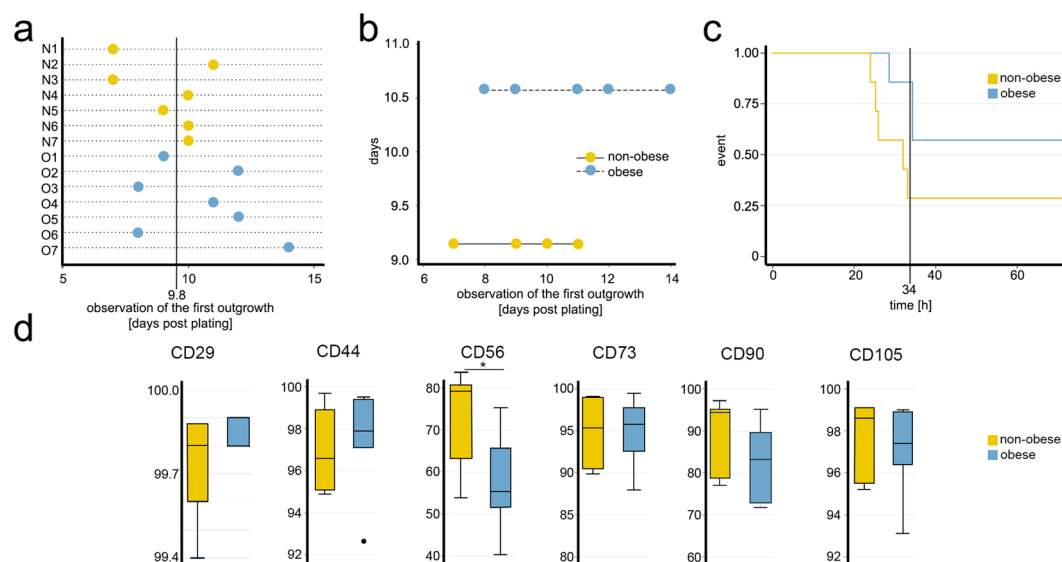 a
N1
N2
N3
N4
N5
N6
N7
O1
O2
O3
O4
O5
O6
O7
5
10
15
9.8
observation of the first outgrowth
[days post plating]
b
11.0
10.5
10.0
9.5
9.0
days
non-obese
obese
6
8
10
12
14
observation of the first outgrowth
[days post plating]
c
1.00
0.75
0.50
0.25
0
event
non-obese
obese
0
20
40
60
34
time [h]
d
CD29
100.0
99.7
99.4
CD44
100
98
96
94
92
CD56
80
70
60
50
40
*
CD73
100
95
90
85
80
CD90
100
90
80
70
60
CD105
100
98
96
94
92
non-obese
obese